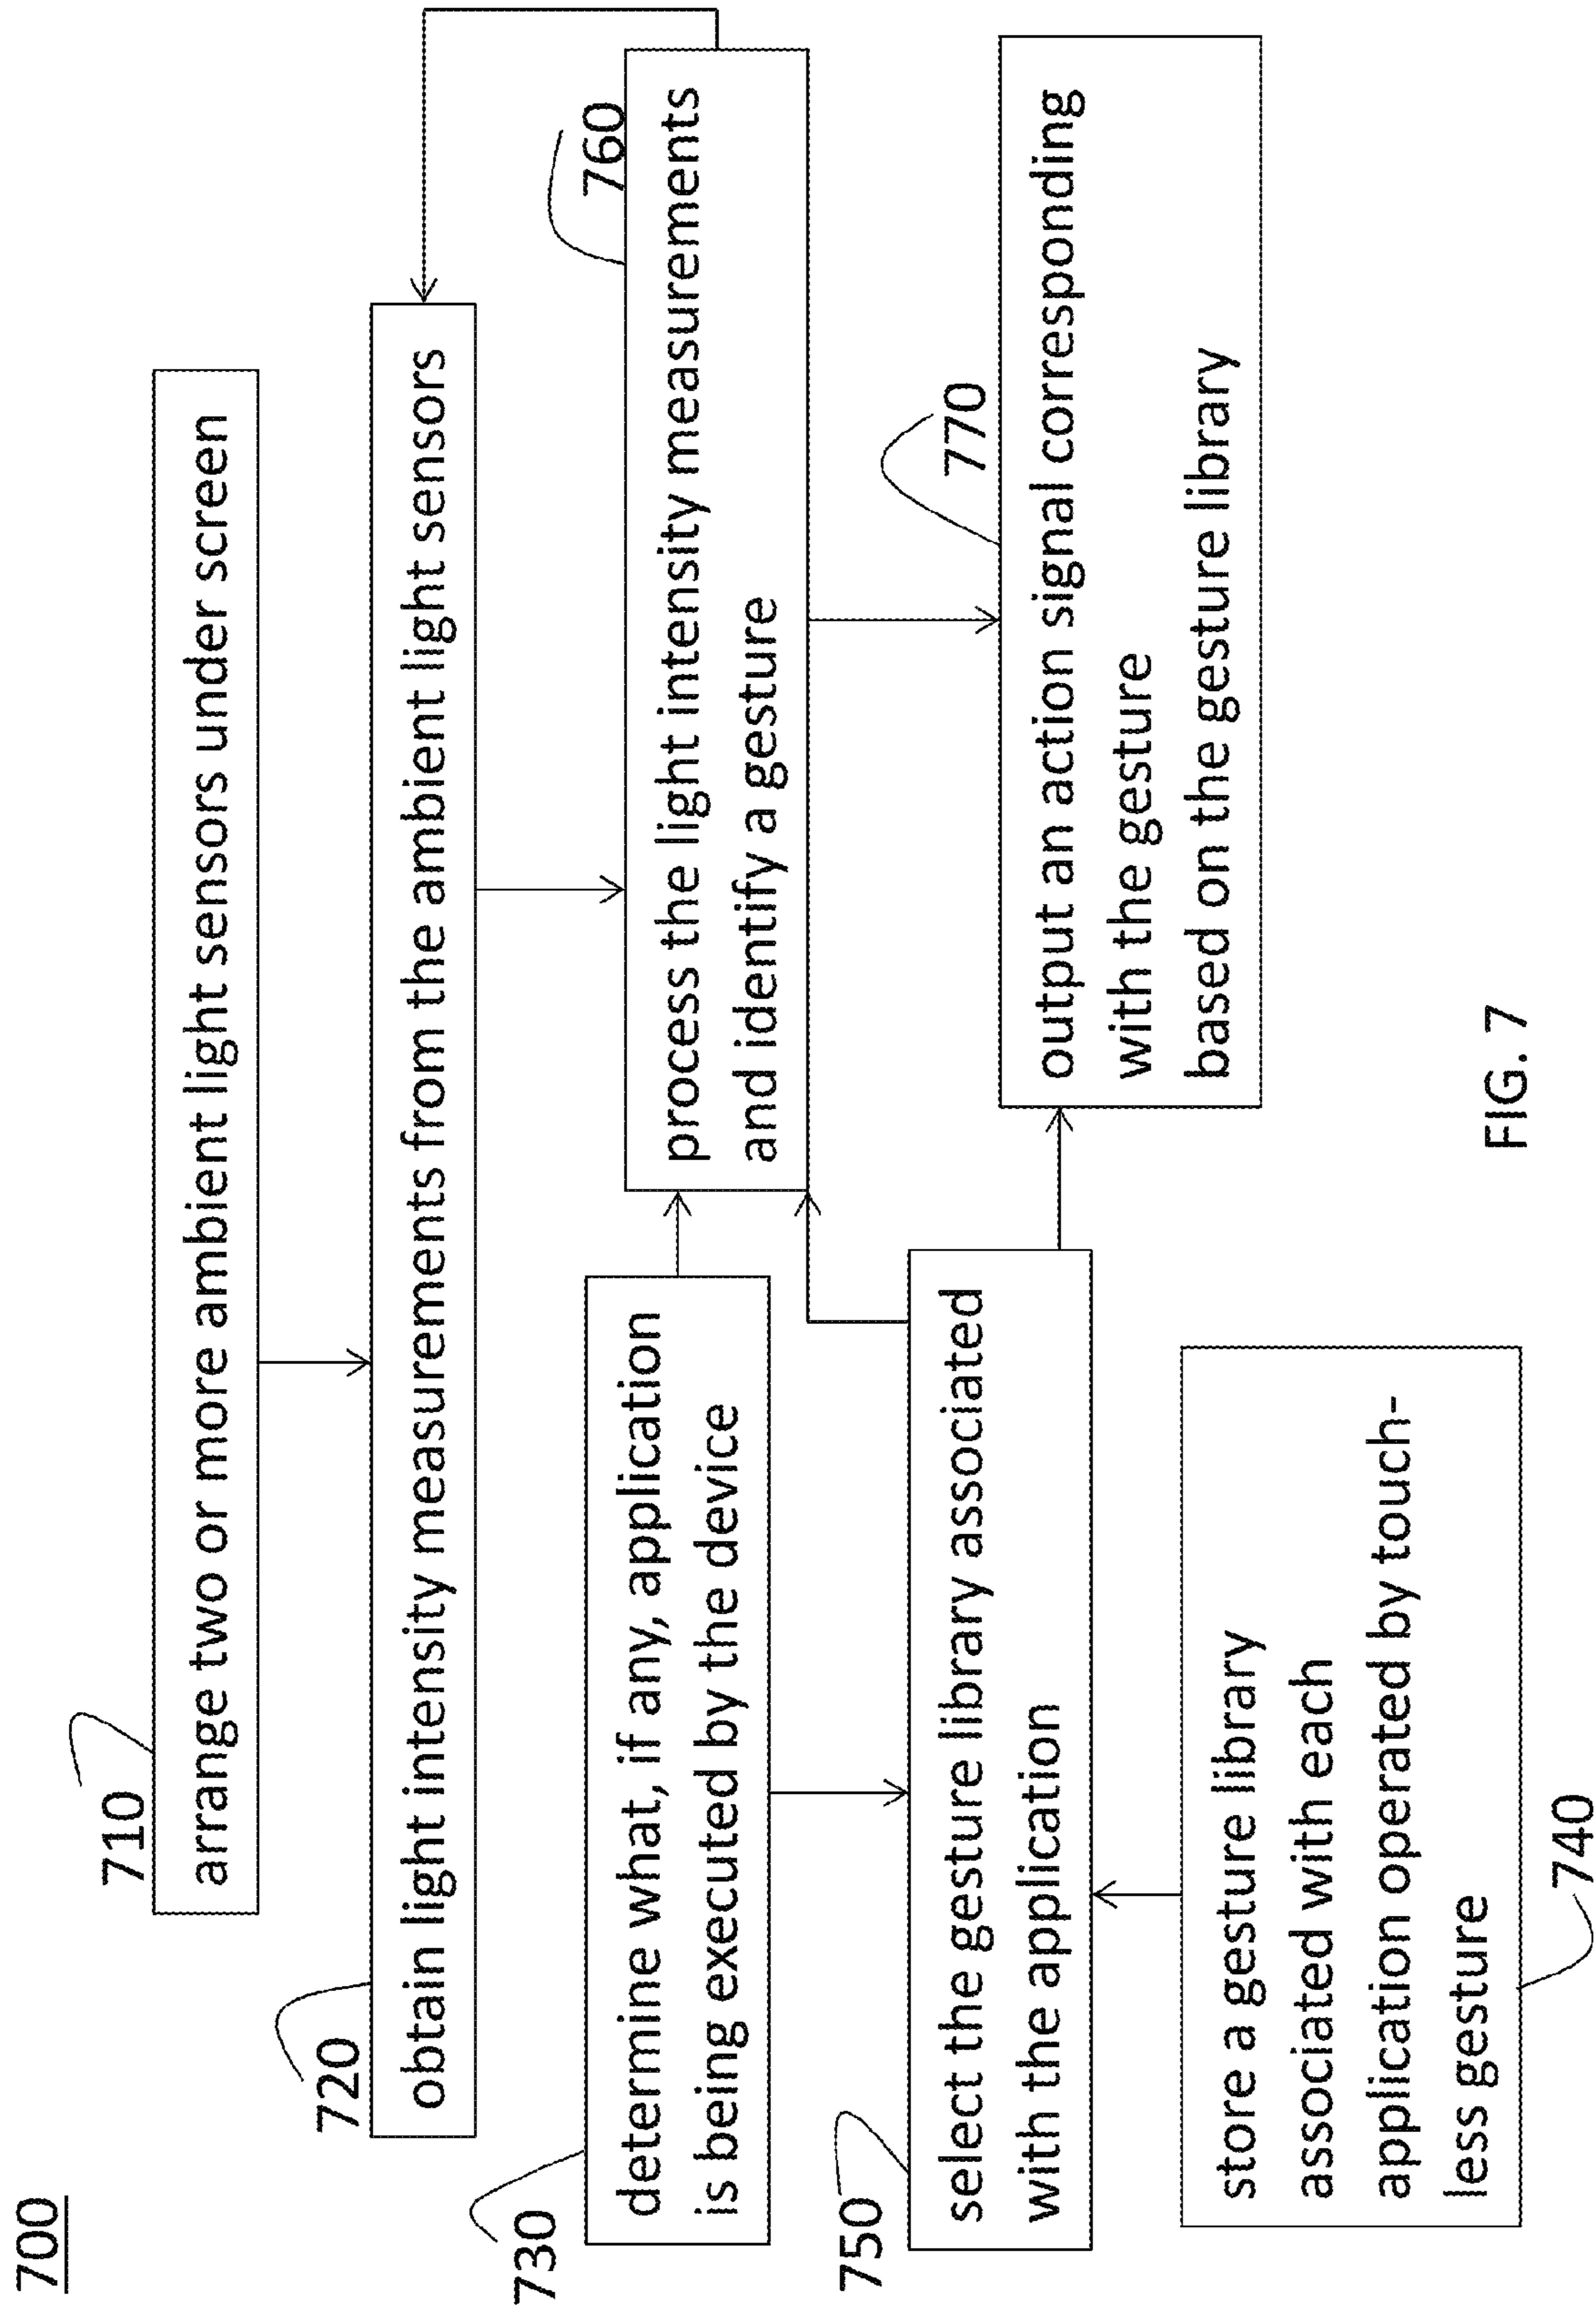 700
710
arrange two or more ambient light sensors under screen
720
obtain light intensity measurements from the ambient light sensors
730
determine what, if any, application
is being executed by the device
760
process the light intensity measurements
and identify a gesture
750
select the gesture library associated
with the application
770
output an action signal corresponding
with the gesture
based on the gesture library
store a gesture library
associated with each
application operated by touch-
less gesture
740
FIG. 7